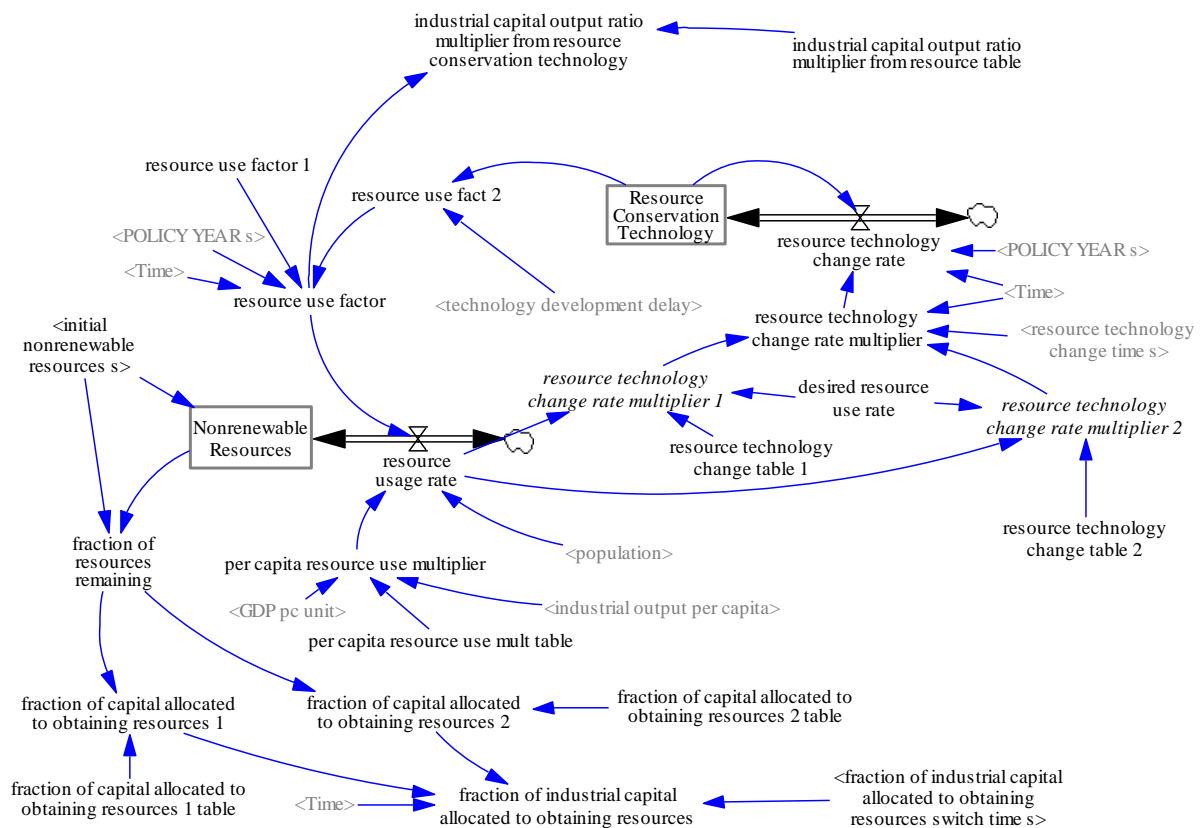 industrial capital output ratio
multiplier from resource
conservation technology
industrial capital output ratio
multiplier from resource table
resource use factor 1
resource use fact 2
Resource
Conservation
Technology
<POLICY YEAR s>
<Time>
resource use factor
<technology development delay>
resource technology
change rate
<POLICY YEAR s>
<Time>
<initial
nonrenewable
resources s>
resource technology
change rate multiplier
<resource technology
change time s>
resource technology
change rate multiplier 1
desired resource
use rate
resource technology
change rate multiplier 2
Nonrenewable
Resources
resource
usage rate
resource technology
change table 1
resource technology
change table 2
fraction of
resources
remaining
per capita resource use multiplier
<population>
<GDP pc unit>
<industrial output per capita>
per capita resource use mult table
fraction of capital allocated
to obtaining resources 1
fraction of capital allocated
to obtaining resources 2
fraction of capital allocated to
obtaining resources 2 table
fraction of capital allocated to
obtaining resources 1 table
<Time>
fraction of industrial capital
allocated to obtaining resources
<fraction of industrial capital
allocated to obtaining
resources switch time s>